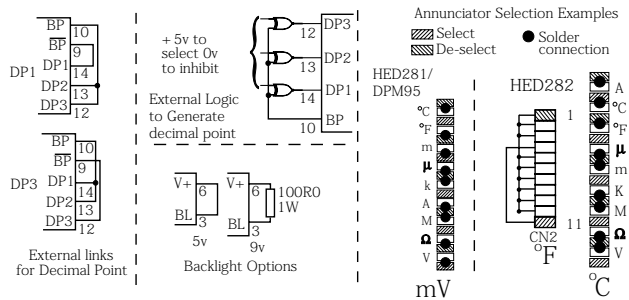 BP
10
BP
9
DP1
14
DP2
13
DP3
12
BP
10
BP
9
DP1
14
DP3
DP2
13
DP3
12
External links
for Decimal Point
+ 5v to
select 0v
to inhibit
External Logic
to Generate
decimal point
DP3
12
DP2
13
DP1
14
BP
10
V+
6
BL
3
5v
V+
6
100R0
1W
BL
3
9v
Backlight Options
Annunciator Selection Examples
Select
De-select
Solder
connection
HED281/
DPM95
°C
°F
m
μ
k
A
M
Ω
V
mV
HED282
1
11
CN2
°F
A
°C
°F
μ
m
K
M
Ω
V
°C